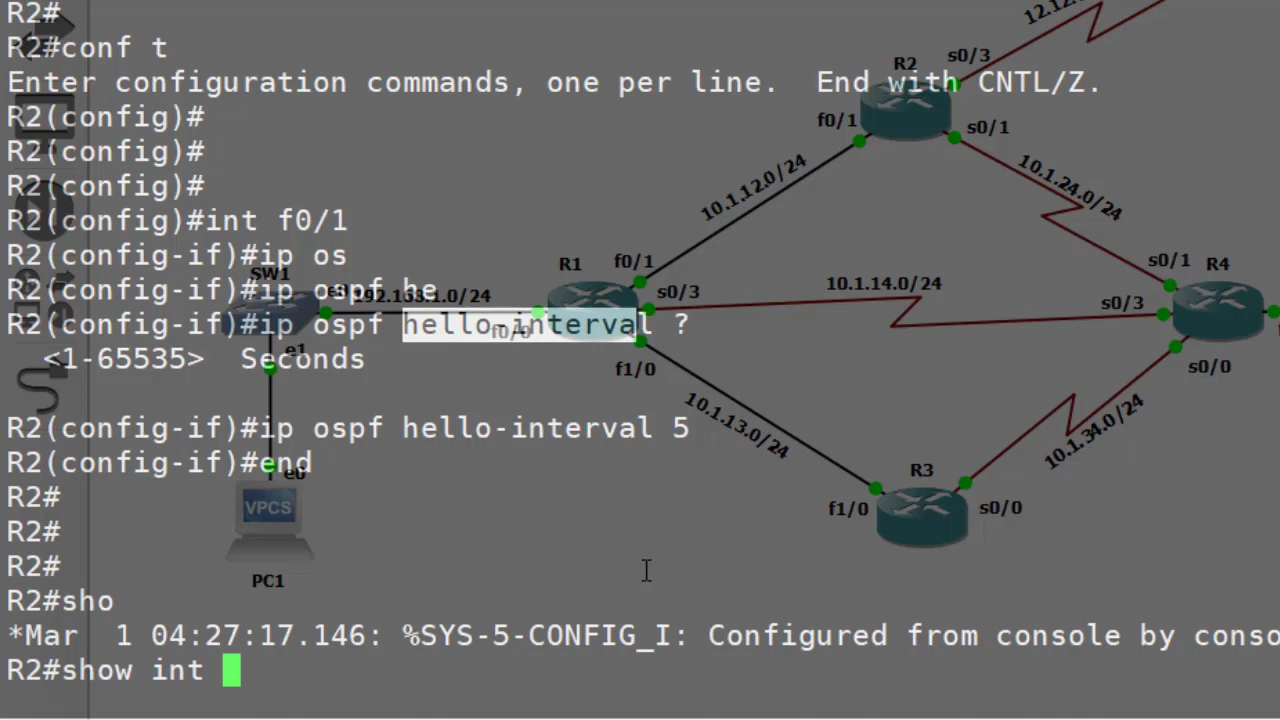 R2#
R2#conf t
Enter configuration commands, one per line.  End with CNTL/Z.
R2(config)#
R2(config)#
R2(config)#
R2(config)#int f0/1
R2(config-if)#ip os
R2(config-if)#ip ospf he
R2(config-if)#ip ospf hello-interval ?
  <1-65535>  Seconds
R2(config-if)#ip ospf hello-interval 5
R2(config-if)#end
R2#
R2#
R2#
R2#sho
*Mar  1 04:27:17.146: %SYS-5-CONFIG_I: Configured from console by conso
R2#show int
R2
s0/3
f0/1
s0/1
10.1.12.0/24
10.1.24.0/24
SW1
e0
192.168.1.0/24
f0/0
e1
R1
f0/1
s0/3
f1/0
10.1.14.0/24
s0/1
R4
s0/3
s0/0
10.1.13.0/24
10.1.34.0/24
R3
f1/0
s0/0
e0
VPCS
PC1